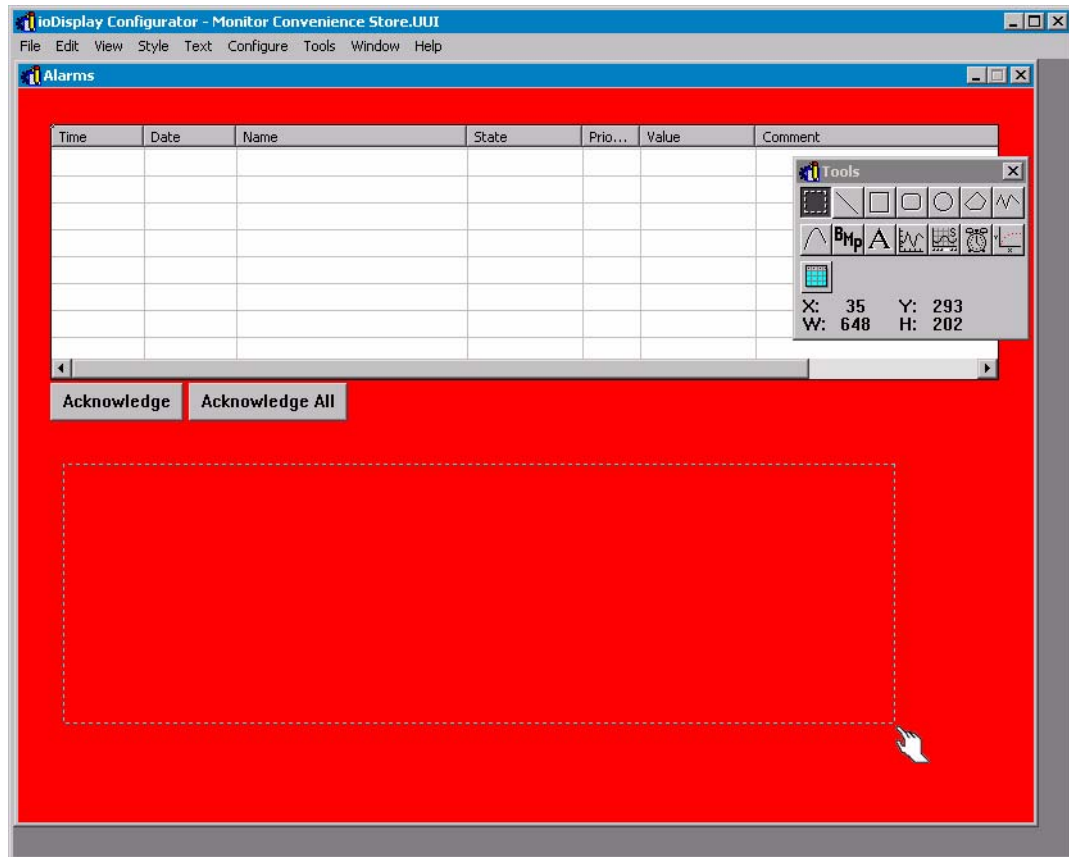 ioDisplay Configurator - Monitor Convenience Store.UUI
File Edit View Style Text Configure Tools Window Help
Alarms
Time Date Name State Prio... Value Comment
Tools
BMp A S
Y X
X: 35 Y: 293
W: 648 H: 202
Acknowledge Acknowledge All